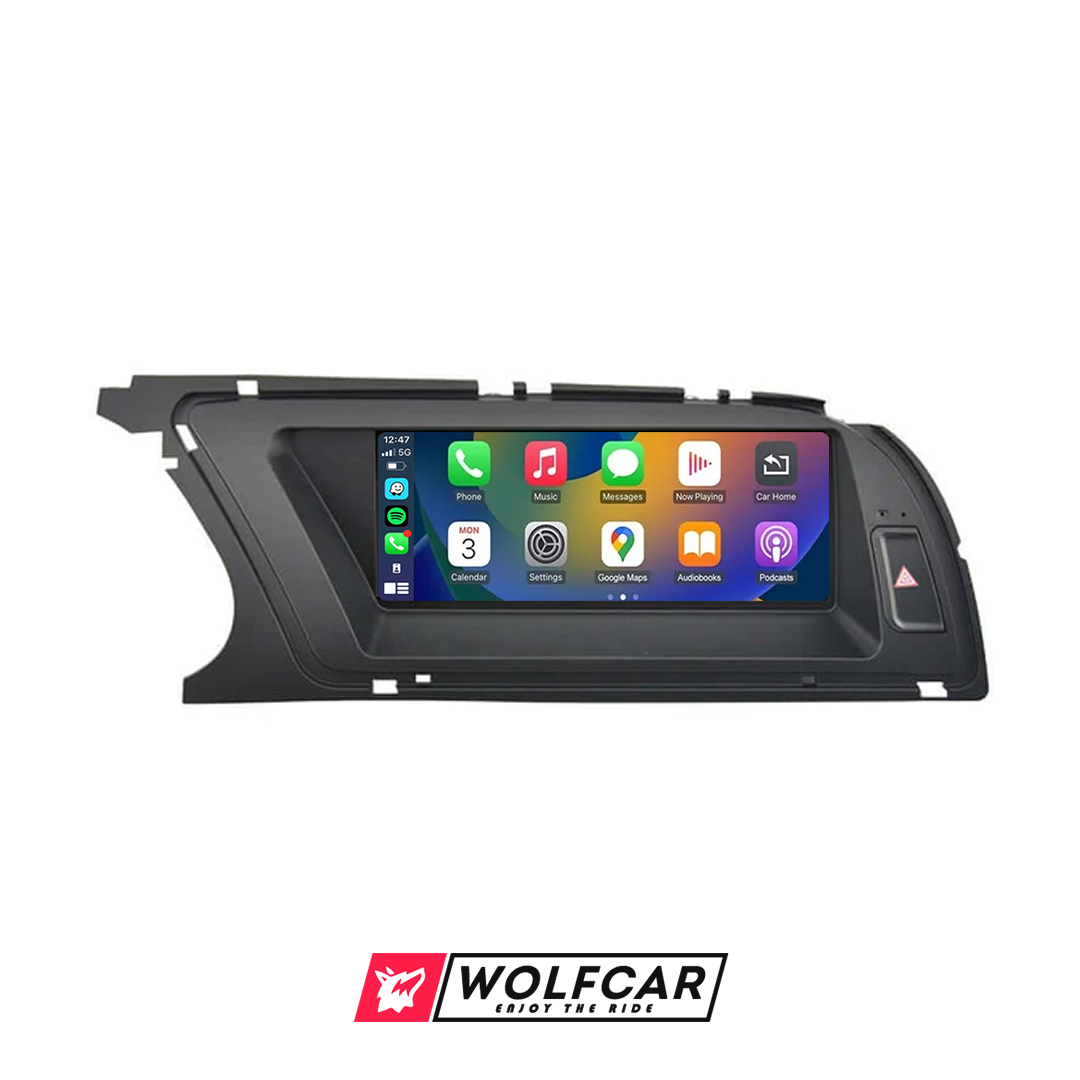 12:47
5G
Phone
Music
Messages
Now Playing
Car Home
MON
3
Calendar
Settings
Google Maps
Audiobooks
Podcasts
WOLFCAR
ENJOY THE RIDE